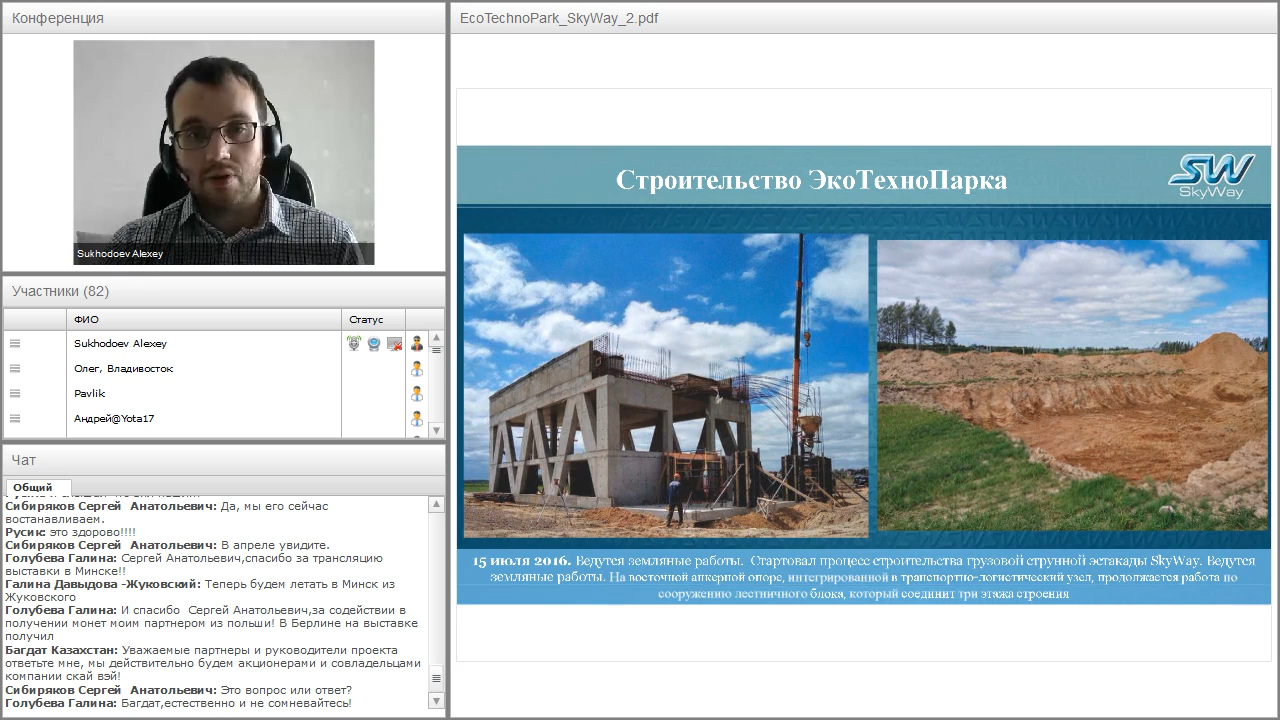 Конференция
Sukhodoev Alexey
Участники (82)
ФИО
Статус
Sukhodoev Alexey
Олег, Владивосток
Pavlik
Андрей@Yota17
Чат
Общий
Сибиряков Сергей Анатольевич: Да, мы его сейчас
востанавливаем.
Русик: это здорово!!!!
Сибиряков Сергей Анатольевич: В апреле увидите.
Голубева Галина: Сергей Анатольевич,спасибо за трансляцию
выставки в Минске!!
Галина Давыдова -Жуковский: Теперь будем летать в Минск из
Жуковского
Голубева Галина: И спасибо Сергей Анатольевич,за содействии в
получении монет моим партнером из польши! В Берлине на выставке
получил
Багдат Казахстан: Уважаемые партнеры и руководители проекта
ответьте мне, мы действительно будем акционерами и совладельцами
компании скай вэй!
Сибиряков Сергей Анатольевич: Это вопрос или ответ?
Голубева Галина: Багдат,естественно и не сомневайтесь!
EcoTechnoPark_SkyWay_2.pdf
Строительство ЭкоТехноПарка
SW
SkyWay
15 июля 2016. Ведутся земляные работы. Стартовал процесс строительства грузовой струнной эстакады SkyWay. Ведутся
земляные работы. На восточной анкерной опоре, интегрированной в транспортно-логистический узел, продолжается работа по
сооружению лестничного блока, который соединит три этажа строения